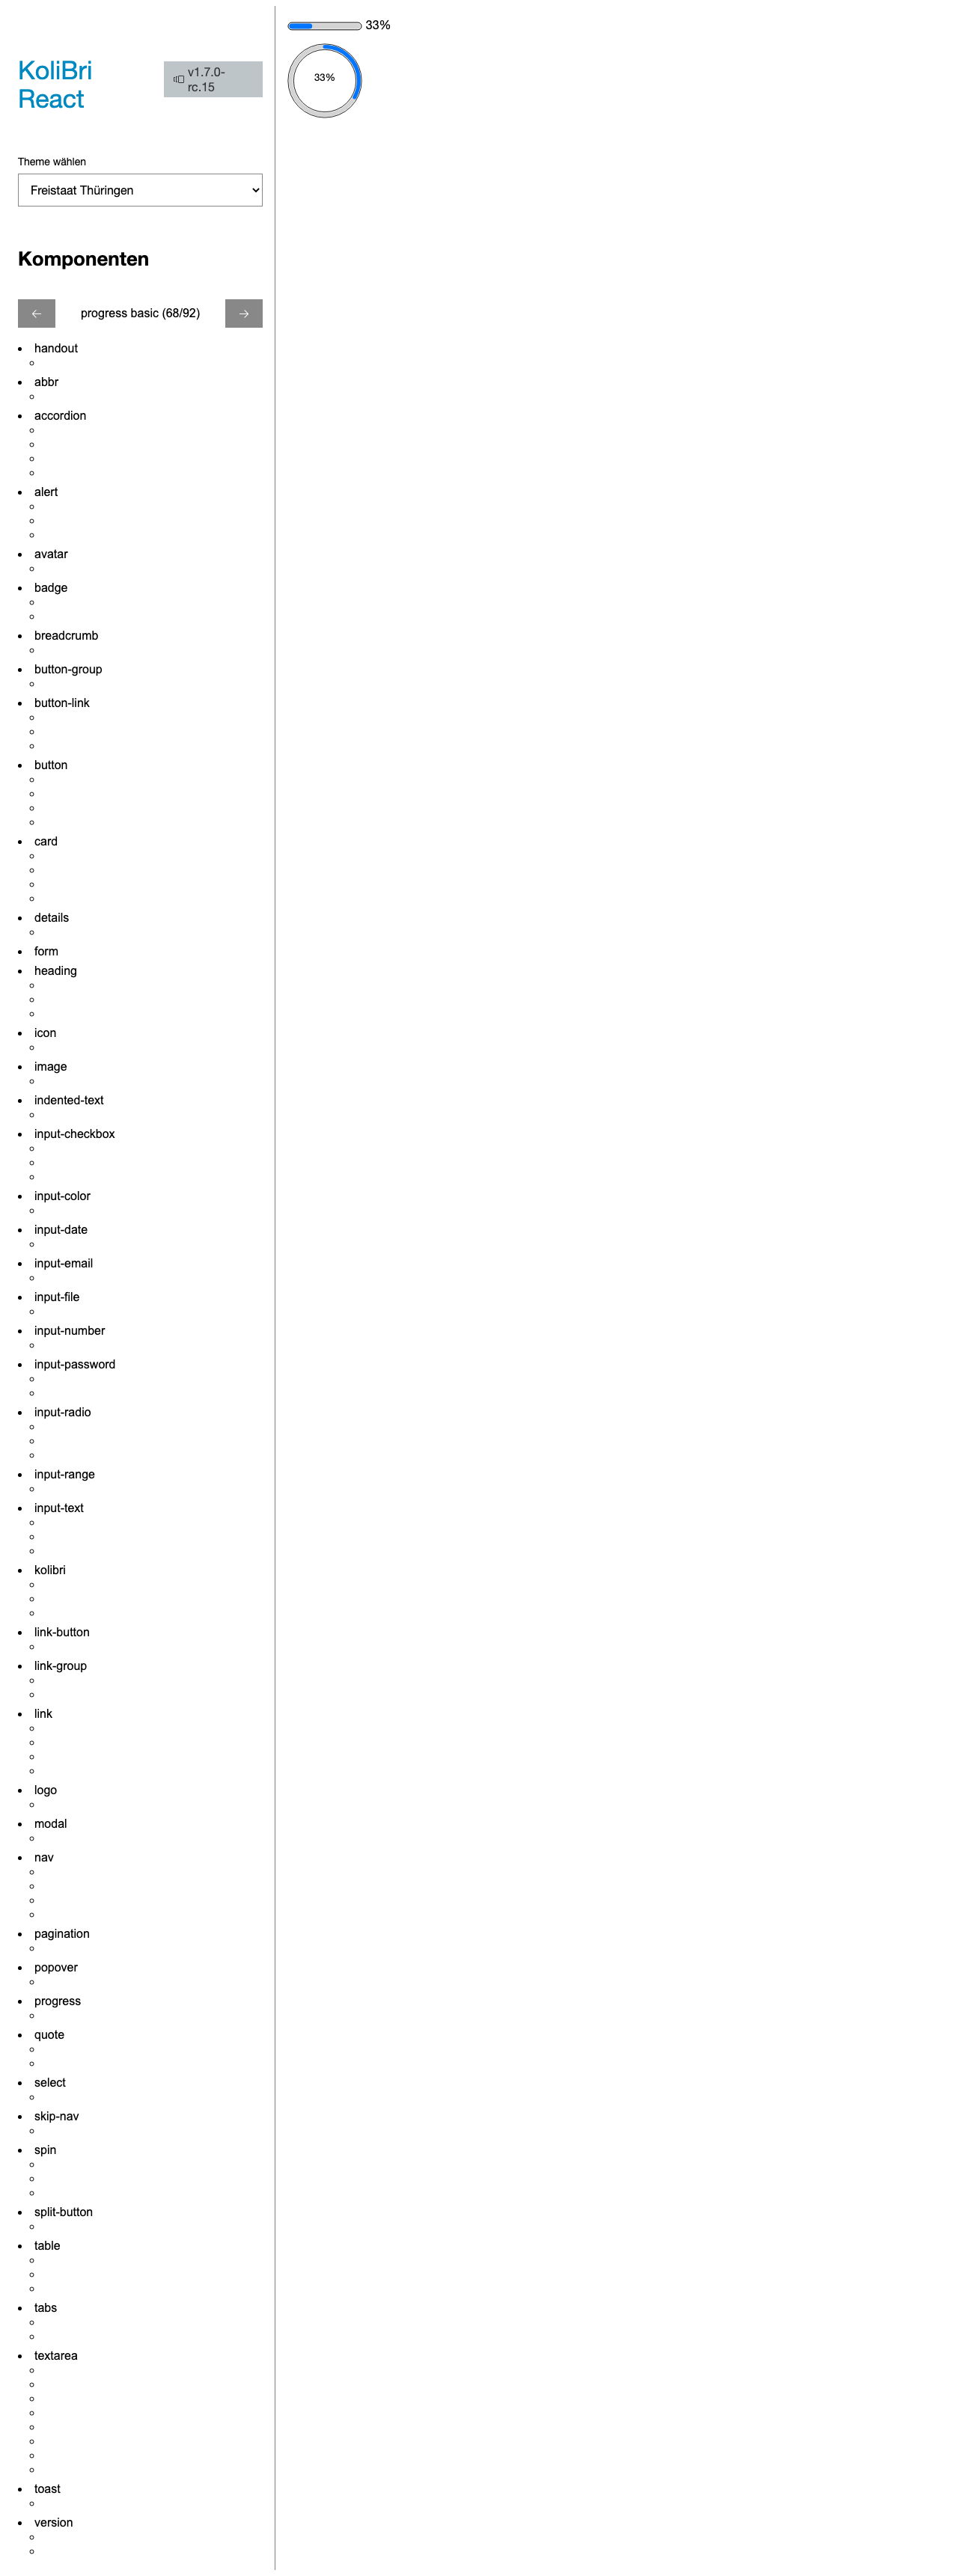 KoliBri
React
v1.7.0-
rc.15
Theme wählen
Freistaat Thüringen
Komponenten
progress basic (68/92)
handout
abbr
accordion
alert
avatar
badge
breadcrumb
button-group
button-link
button
card
details
form
heading
icon
image
indented-text
input-checkbox
input-color
input-date
input-email
input-file
input-number
input-password
input-radio
input-range
input-text
kolibri
link-button
link-group
link
logo
modal
nav
pagination
popover
progress
quote
select
skip-nav
spin
split-button
table
tabs
textarea
toast
version
33%
33%